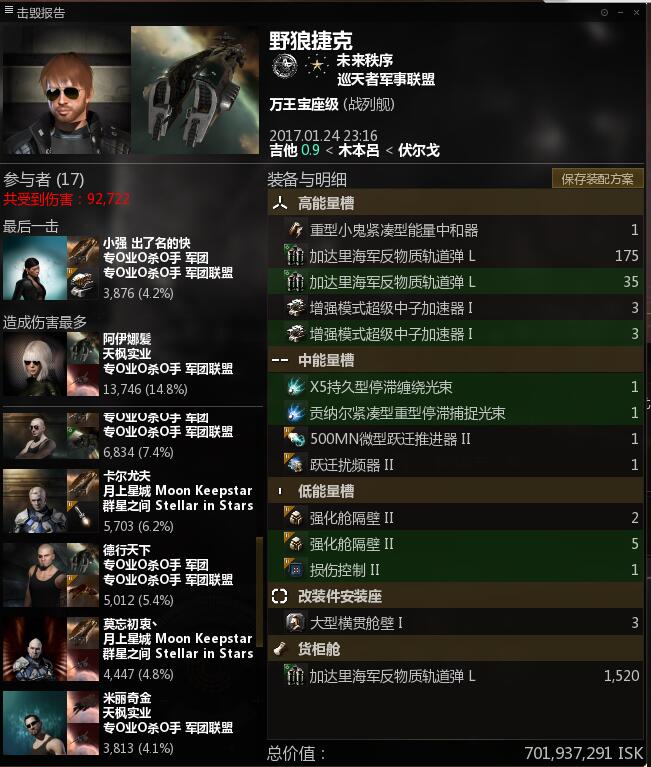 击毁报告
野狼捷克
未来秩序
巡天者军事联盟
万王宝座级 (战列舰)
2017.01.24 23:16
吉他 0.9 < 木本吕 < 伏尔戈
参与者 (17)
共受到伤害：92,722
最后一击
小强 出了名的快
专O业O杀O手 军团
专O业O杀O手 军团联盟
3,876 (4.2%)
造成伤害最多
阿伊娜髪
天枫实业
专O业O杀O手 军团联盟
13,746 (14.8%)
专O业O杀O手 军团
专O业O杀O手 军团联盟
6,834 (7.4%)
卡尔尤夫
月上星城 Moon Keepstar
群星之间 Stellar in Stars
5,703 (6.2%)
德行天下
专O业O杀O手 军团
专O业O杀O手 军团联盟
5,012 (5.4%)
莫忘初衷丶
月上星城 Moon Keepstar
群星之间 Stellar in Stars
4,447 (4.8%)
米丽奇金
天枫实业
专O业O杀O手 军团联盟
3,813 (4.1%)
装备与明细
保存装配方案
高能量槽
重型小鬼紧凑型能量中和器 1
加达里海军反物质轨道弹 L 175
加达里海军反物质轨道弹 L 35
增强模式超级中子加速器 I 3
增强模式超级中子加速器 I 3
中能量槽
X5持久型停滞缠绕光束 1
贡纳尔紧凑型重型停滞捕捉光束 1
500MN微型跃迁推进器 II 1
跃迁扰频器 II 1
低能量槽
强化舱隔壁 II 2
强化舱隔壁 II 5
损伤控制 II 1
改装件安装座
大型横贯舱壁 I 3
货柜舱
加达里海军反物质轨道弹 L 1,520
总价值： 701,937,291 ISK